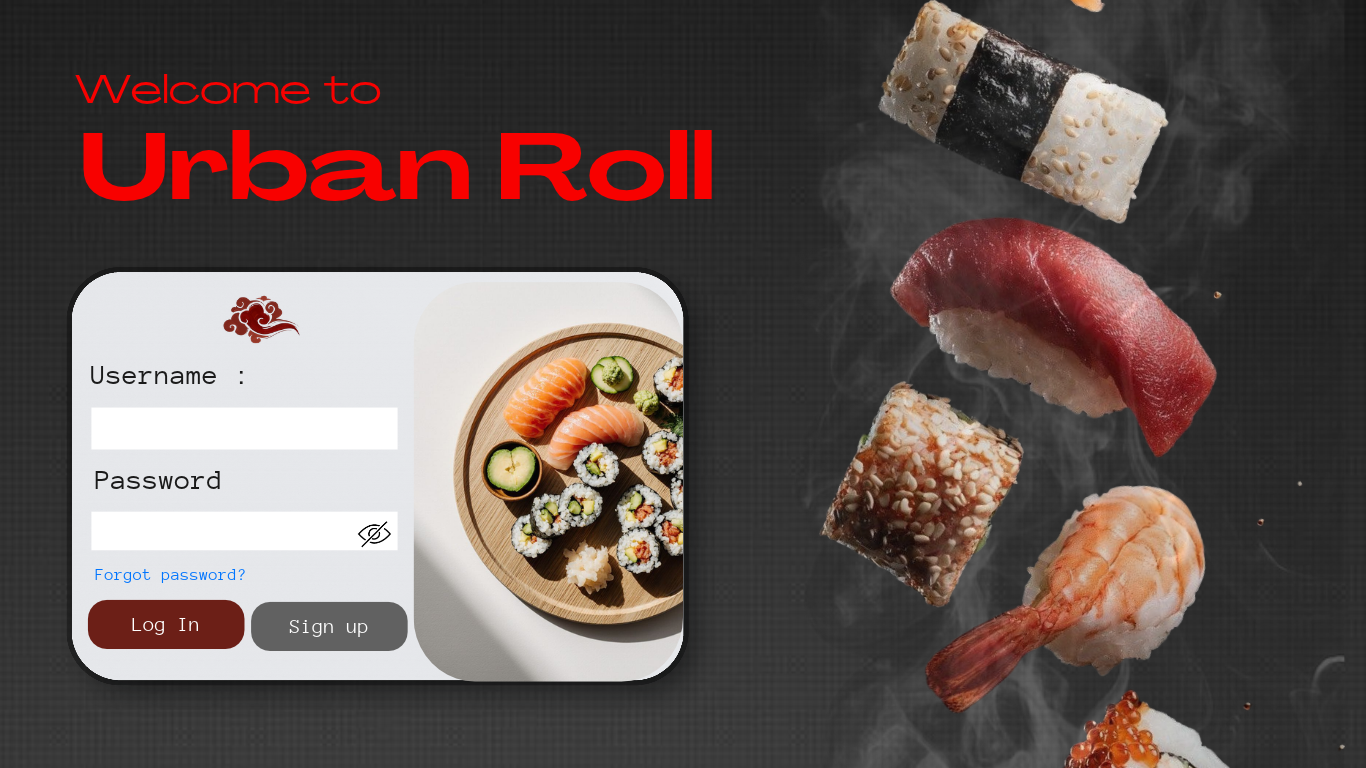 Welcome to
Urban Roll
Username :
Password
Forgot password?
Log In
Sign up